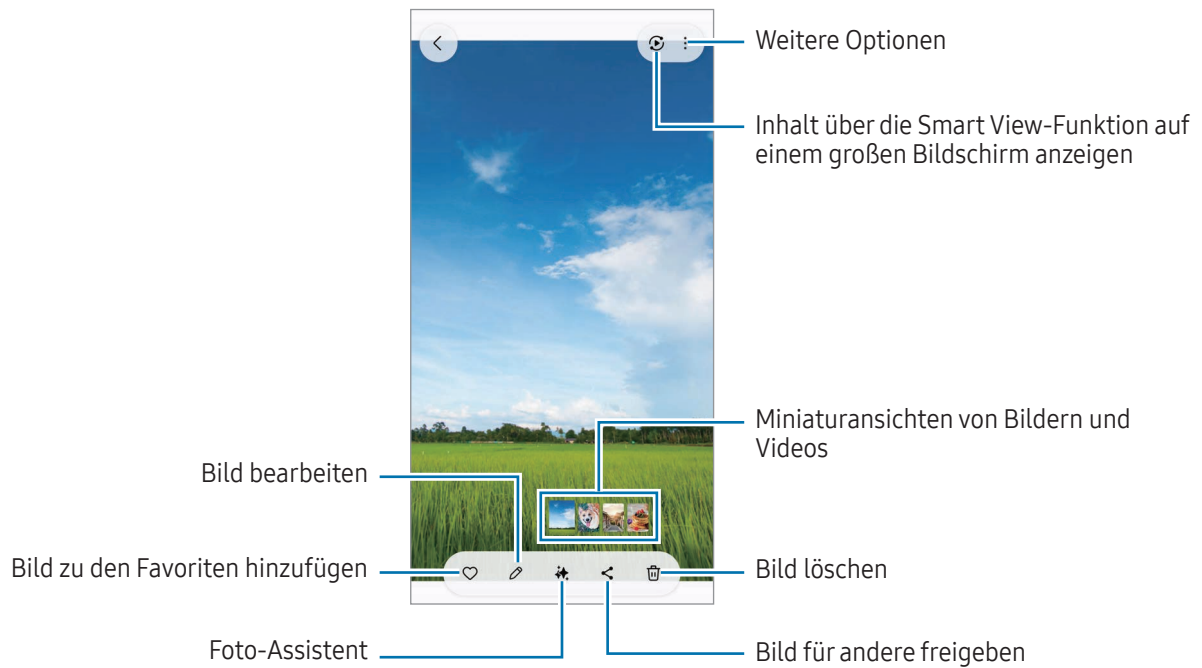 Weitere Optionen
Inhalt über die Smart View-Funktion auf
einem großen Bildschirm anzeigen
Miniaturansichten von Bildern und
Videos
Bild bearbeiten
Bild zu den Favoriten hinzufügen
Bild löschen
Foto-Assistent
Bild für andere freigeben